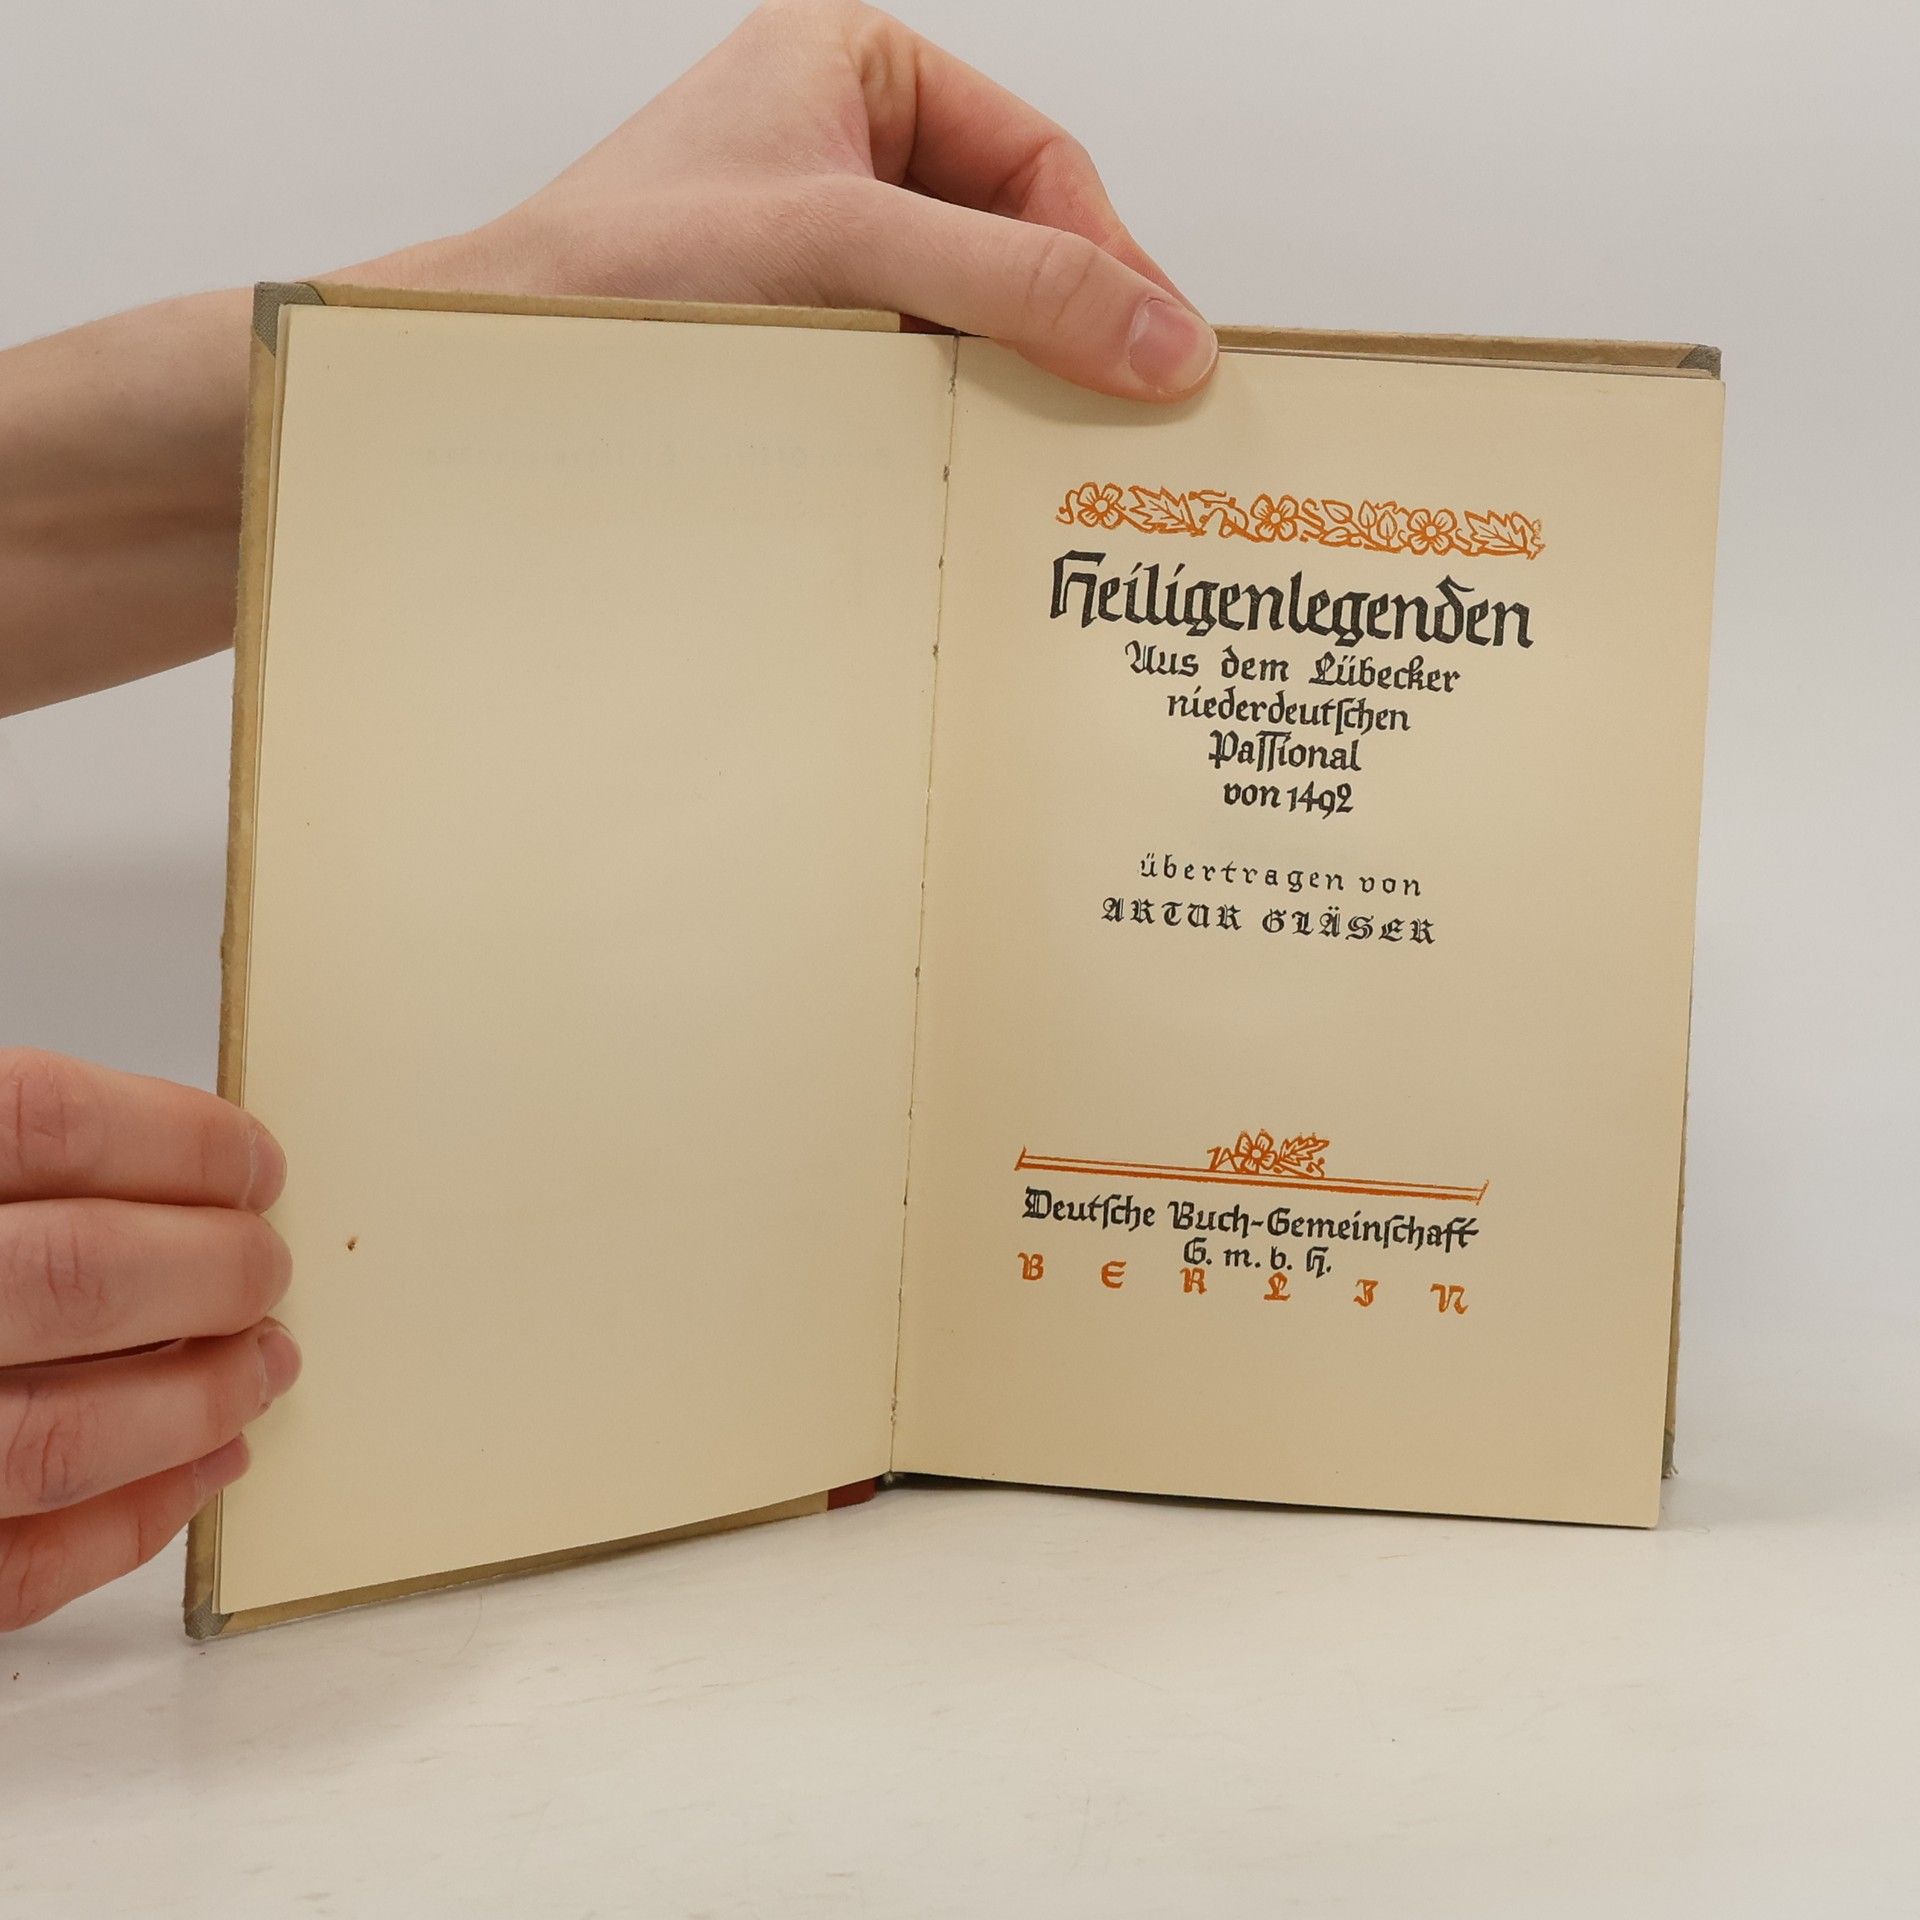 Heiligenlegenden
Aus dem Lübecker
niederdeutſchen
Paſſional
von 1492
übertragen von
ARTUR GLÄSER
Deutſche Buch-Gemeinſchaft
G. m. b. H.
BERLIN